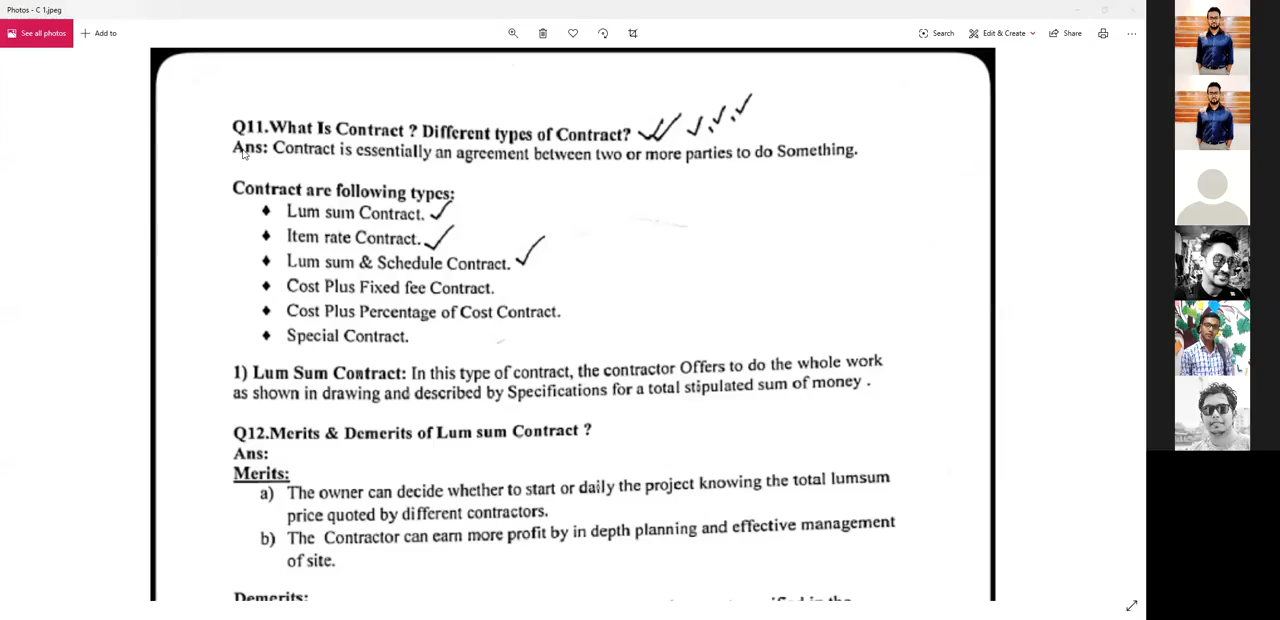 Photos - C 1.jpeg
See all photos
Add to
Search
Edit & Create
Share
Q11.What Is Contract ? Different types of Contract?
Ans: Contract is essentially an agreement between two or more parties to do Something.
Contract are following types:
♦ Lum sum Contract.
♦ Item rate Contract.
♦ Lum sum & Schedule Contract.
♦ Cost Plus Fixed fee Contract.
♦ Cost Plus Percentage of Cost Contract.
♦ Special Contract.
1) Lum Sum Contract: In this type of contract, the contractor Offers to do the whole work
as shown in drawing and described by Specifications for a total stipulated sum of money .
Q12.Merits & Demerits of Lum sum Contract ?
Ans:
Merits:
a) The owner can decide whether to start or daily the project knowing the total lumsum
price quoted by different contractors.
b) The Contractor can earn more profit by in depth planning and effective management
of site.
Demerits: